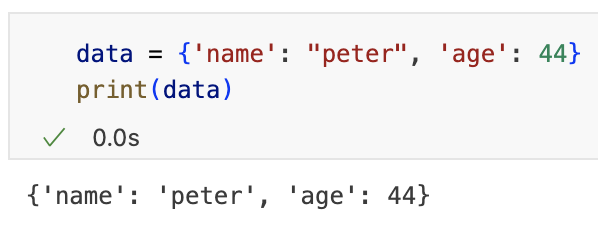 data = {'name': "peter", 'age': 44}
print(data)
✓ 0.0s
{'name': 'peter', 'age': 44}